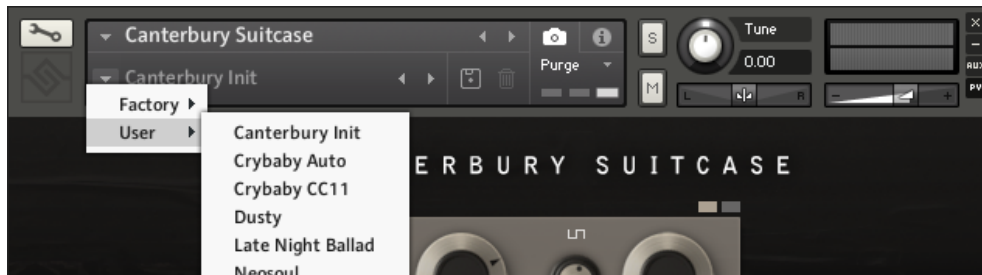 Canterbury Suitcase
Canterbury Init
Purge
S
M
Tune
0.00
L R
- +
×
-
AUX
PV
Factory
User
Canterbury Init
Crybaby Auto
Crybaby CC11
Dusty
Late Night Ballad
Neosoul
ERBURY SUITCASE